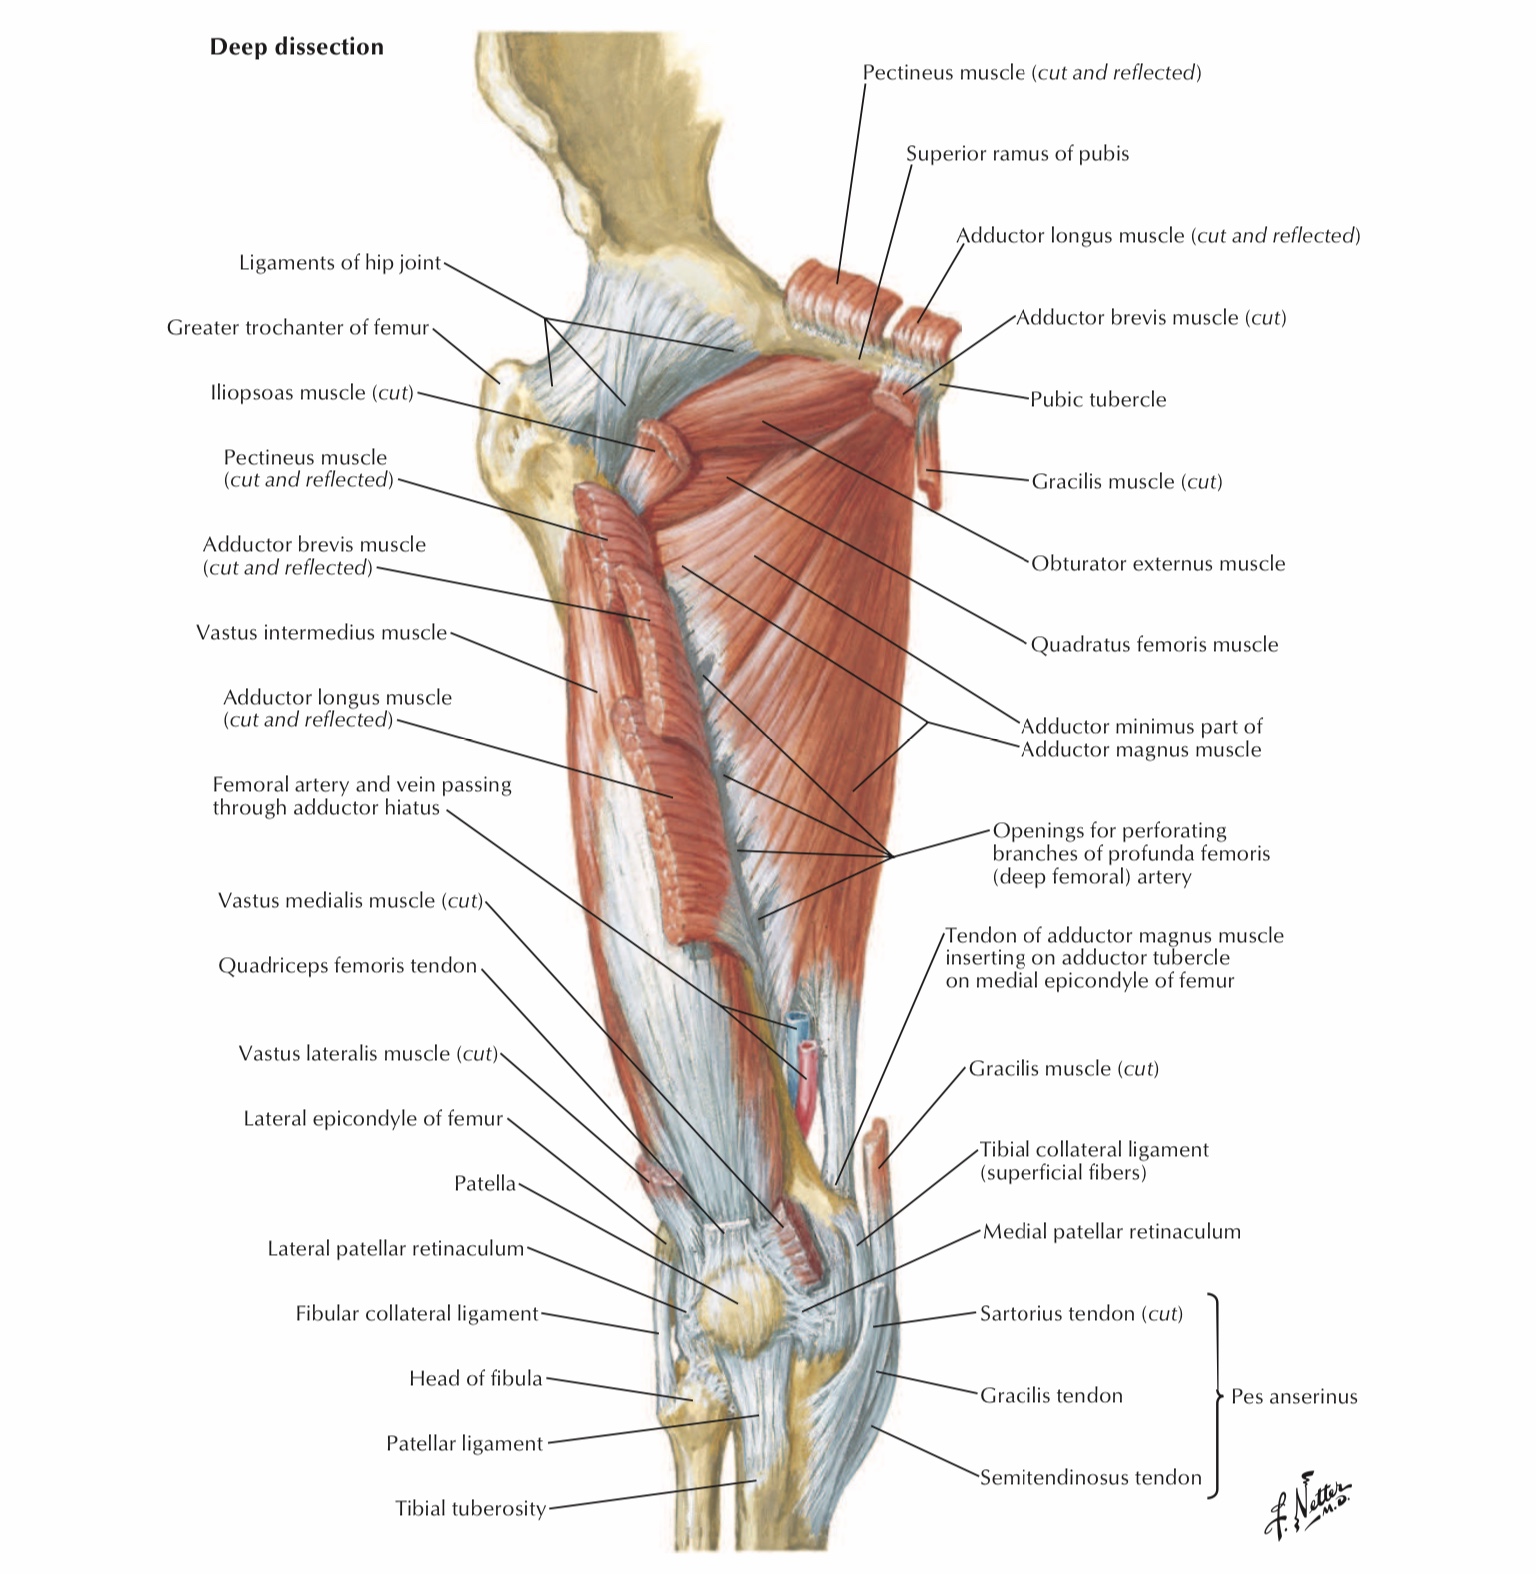 Deep dissection
Ligaments of hip joint
Greater trochanter of femur
Iliopsoas muscle (cut)
Pectineus muscle
(cut and reflected)
Adductor brevis muscle
(cut and reflected)
Vastus intermedius muscle
Adductor longus muscle
(cut and reflected)
Femoral artery and vein passing
through adductor hiatus
Vastus medialis muscle (cut)
Quadriceps femoris tendon
Vastus lateralis muscle (cut)
Lateral epicondyle of femur
Patella
Lateral patellar retinaculum
Fibular collateral ligament
Head of fibula
Patellar ligament
Tibial tuberosity
Pectineus muscle (cut and reflected)
Superior ramus of pubis
Adductor longus muscle (cut and reflected)
Adductor brevis muscle (cut)
Pubic tubercle
Gracilis muscle (cut)
Obturator externus muscle
Quadratus femoris muscle
Adductor minimus part of
Adductor magnus muscle
Openings for perforating
branches of profunda femoris
(deep femoral) artery
Tendon of adductor magnus muscle
inserting on adductor tubercle
on medial epicondyle of femur
Gracilis muscle (cut)
Tibial collateral ligament
(superficial fibers)
Medial patellar retinaculum
Sartorius tendon (cut)
Gracilis tendon
Semitendinosus tendon
Pes anserinus
F. Netter
M.D.